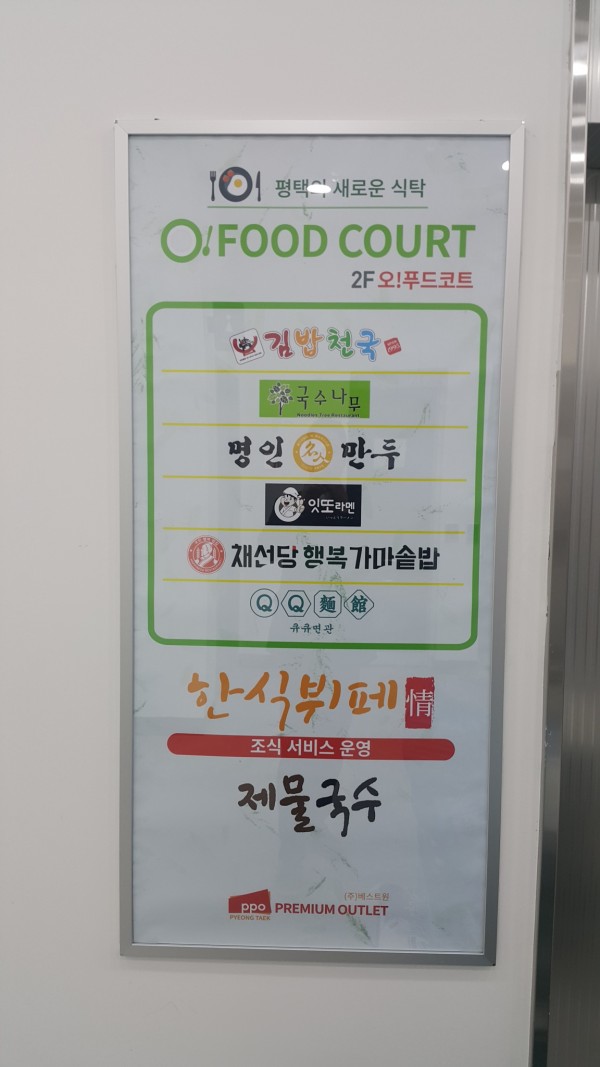 평택의 새로운 식탁
O! FOOD COURT
2F 오!푸드코트
김밥천국
국수나무
Noodle Tree Restaurant
명인 만두
잇또라멘
채선당 행복가마솥밥
Q Q 麵 館
큐큐면관
한식뷔페 情
조식 서비스 운영
제물국수
(주)베스트원
ppo PREMIUM OUTLET
PYEONG TAEK